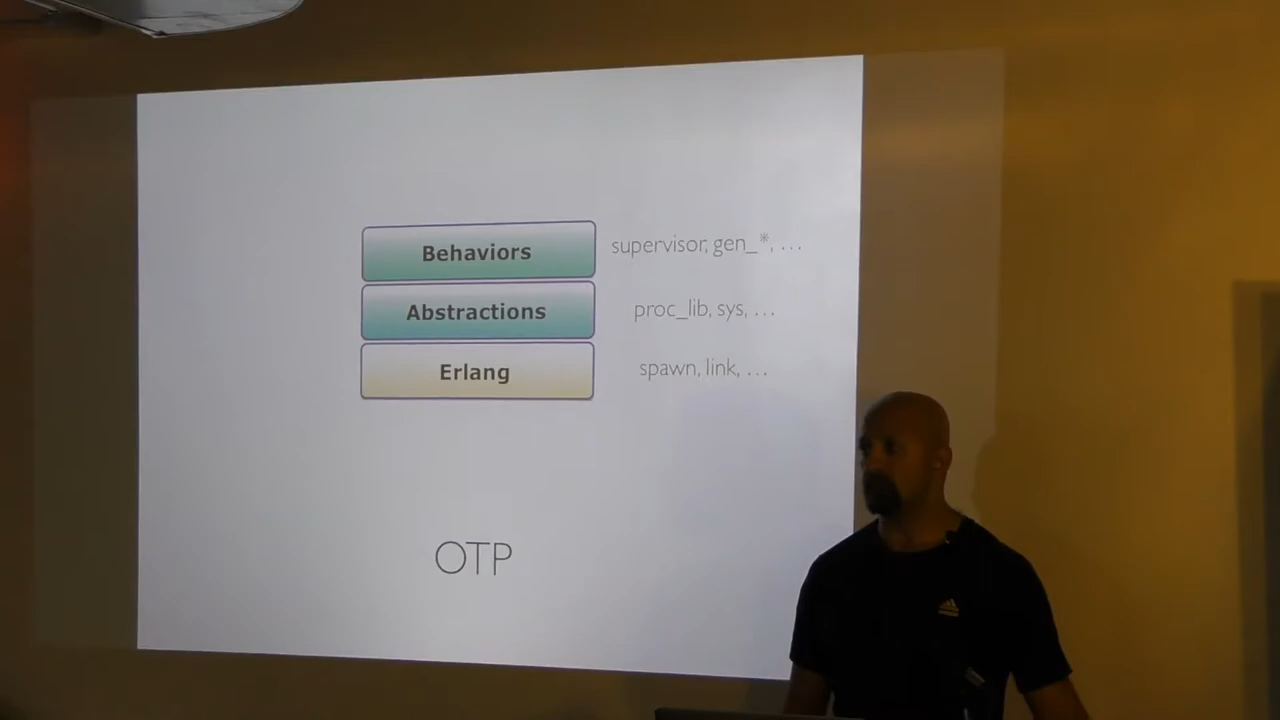 Behaviors supervisor, gen_*, ...
Abstractions proc_lib, sys, ...
Erlang spawn, link, ...
OTP